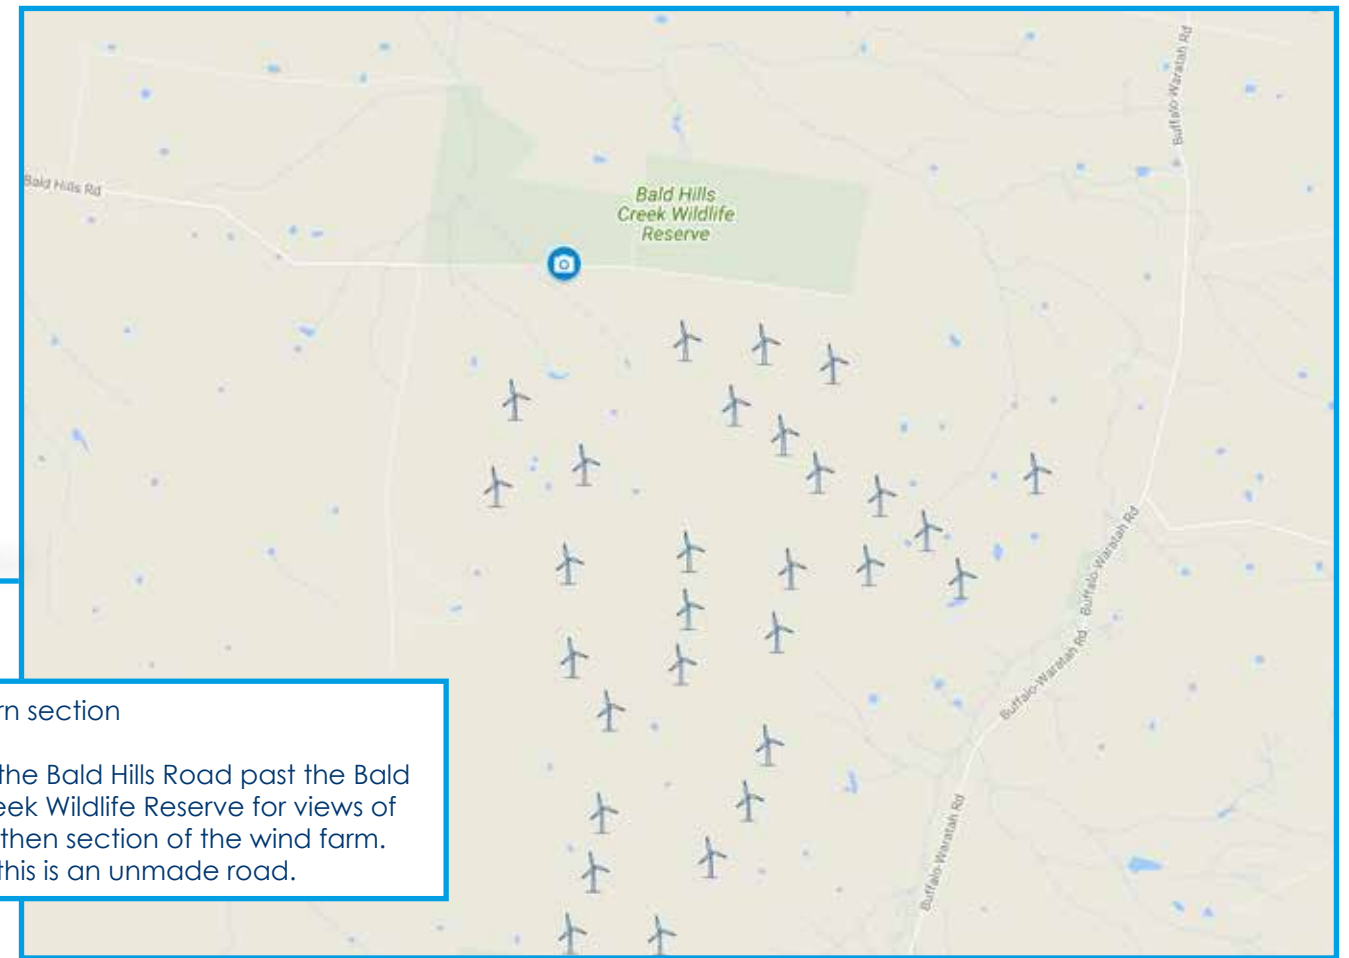 Buffalo-Waratah Rd
Bald Hills Rd
Bald Hills
Creek Wildlife
Reserve
Buffalo-Waratah Rd
Buffalo-Waratah Rd
Buffalo-Waratah Rd
rn section
the Bald Hills Road past the Bald
eek Wildlife Reserve for views of
then section of the wind farm.
this is an unmade road.